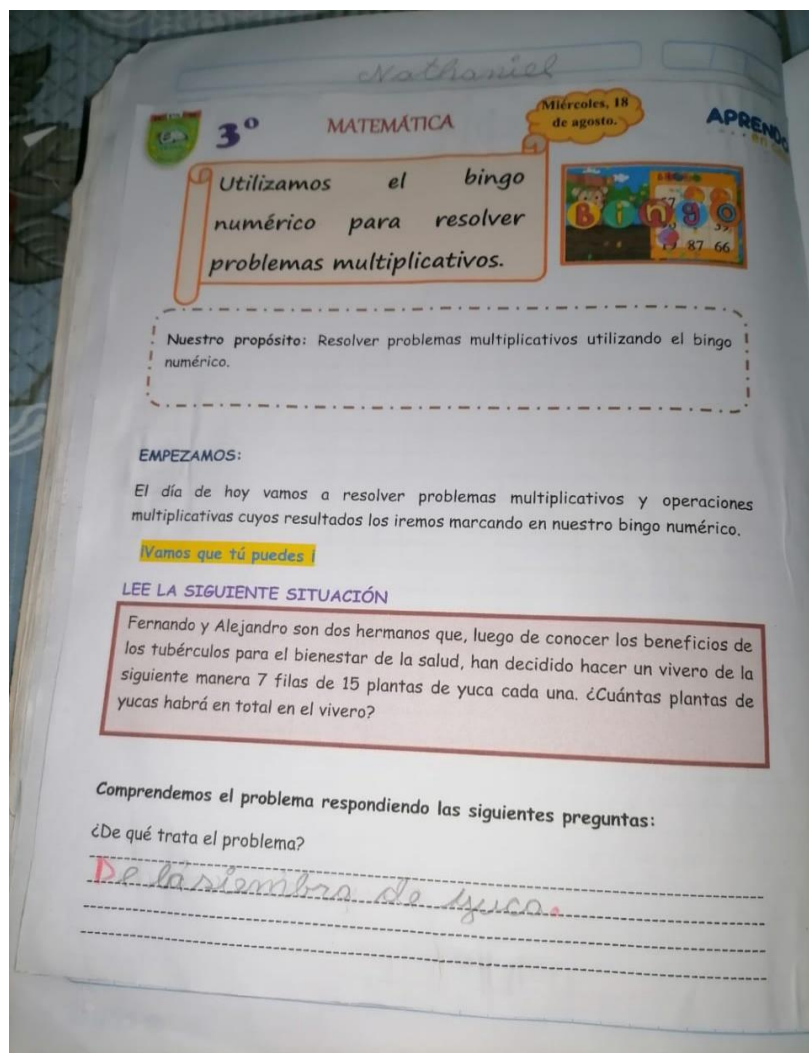 Nathaniel
3° MATEMÁTICA
Miércoles, 18
de agosto.
APREND
Utilizamos el bingo
numérico para resolver
problemas multiplicativos.
Bingo
87 66
Nuestro propósito: Resolver problemas multiplicativos utilizando el bingo
numérico.
EMPEZAMOS:
El día de hoy vamos a resolver problemas multiplicativos y operaciones
multiplicativas cuyos resultados los iremos marcando en nuestro bingo numérico.
¡Vamos que tú puedes ¡
LEE LA SIGUIENTE SITUACIÓN
Fernando y Alejandro son dos hermanos que, luego de conocer los beneficios de
los tubérculos para el bienestar de la salud, han decidido hacer un vivero de la
siguiente manera 7 filas de 15 plantas de yuca cada una. ¿Cuántas plantas de
yucas habrá en total en el vivero?
Comprendemos el problema respondiendo las siguientes preguntas:
¿De qué trata el problema?
De la siembra de yuca.